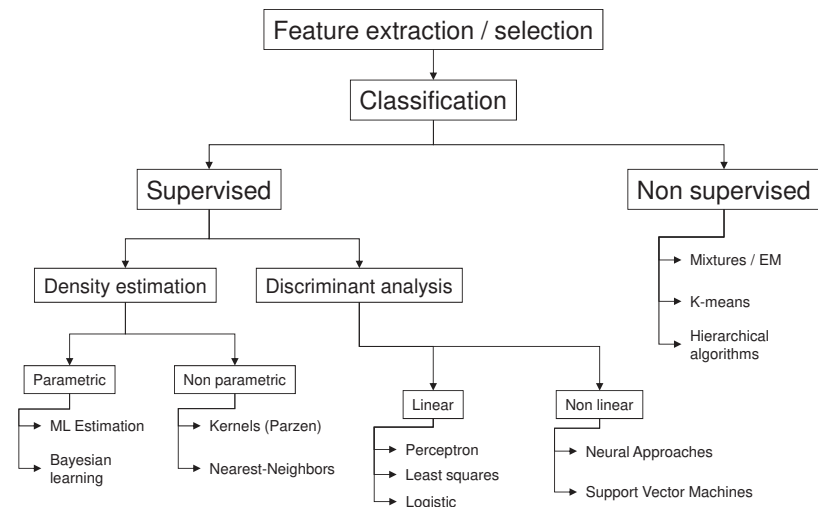 Feature extraction / selection
Classification
Supervised
Non supervised
Mixtures / EM
K-means
Hierarchical
algorithms
Density estimation
Discriminant analysis
Parametric
Non parametric
Linear
Non linear
ML Estimation
Bayesian
learning
Kernels (Parzen)
Nearest-Neighbors
Perceptron
Least squares
Logistic
Neural Approaches
Support Vector Machines